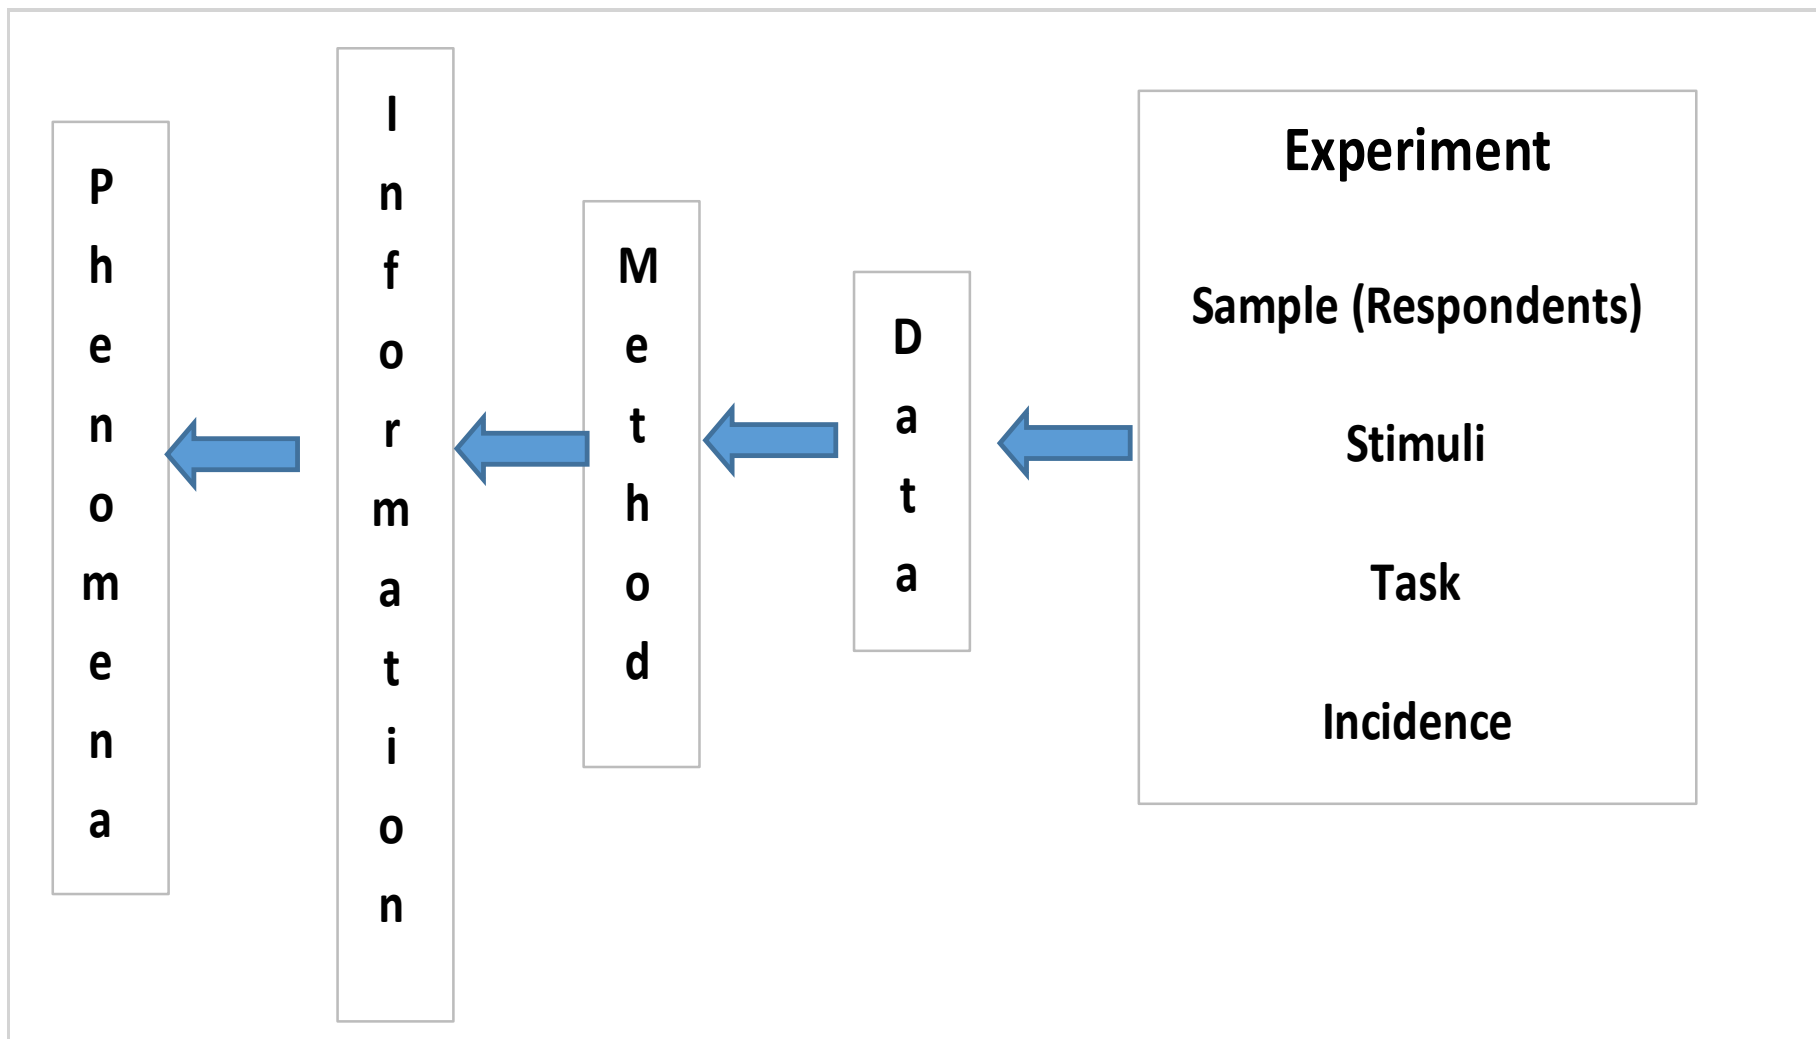 Phenomena
Information
Method
Data
Experiment
Sample (Respondents)
Stimuli
Task
Incidence